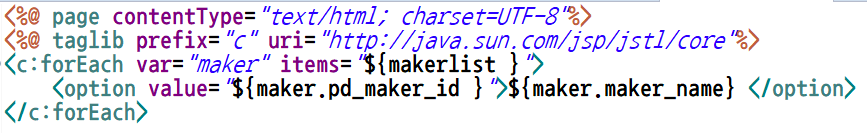 <%@ page contentType="text/html; charset=UTF-8"%>
<%@ taglib prefix="c" uri="http://java.sun.com/jsp/jstl/core"%>
<c:forEach var="maker" items="${makerlist }">
    <option value="${maker.pd_maker_id }">${maker.maker_name} </option>
</c:forEach>